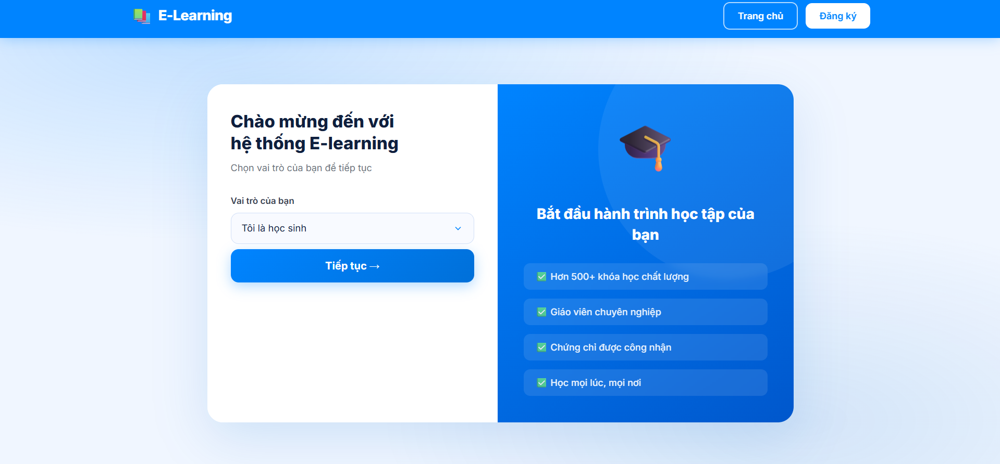 E-Learning
Trang chủ
Đăng ký
Chào mừng đến với
hệ thống E-learning
Chọn vai trò của bạn để tiếp tục
Vai trò của bạn
Tôi là học sinh
Tiếp tục →
Bắt đầu hành trình học tập của
bạn
✅ Hơn 500+ khóa học chất lượng
✅ Giáo viên chuyên nghiệp
✅ Chứng chỉ được công nhận
✅ Học mọi lúc, mọi nơi